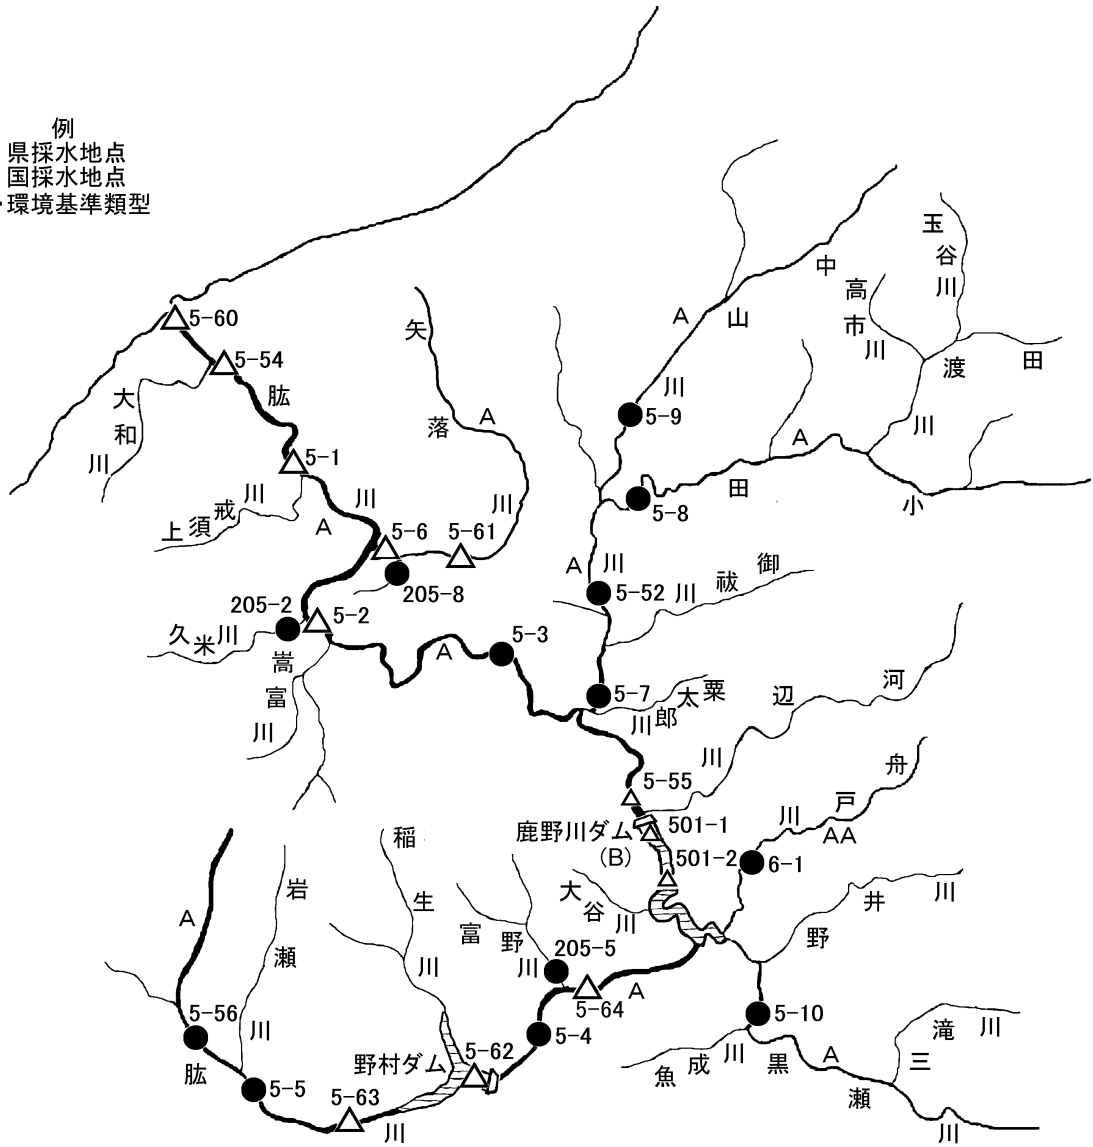 例
県採水地点
国採水地点
・環境基準類型
5-60
5-54
大和川
肱川
A
5-1
上須戒川
矢落川
A
5-6
5-61
205-8
205-2
5-2
久米川
嵩富川
A
5-3
中山川
A
5-9
玉谷川
高市川
田渡川
小田川
A
5-8
A
5-52
御祓川
5-7
粟太郎川
河辺川
5-55
鹿野川ダム
(B)
501-1
501-2
舟戸川
AA
6-1
大谷川
野井川
5-10
魚成川
黒瀬川
A
三滝川
A
5-64
205-5
富野川
5-4
稲生川
野村ダム
5-62
岩瀬川
A
5-56
肱川
5-5
5-63